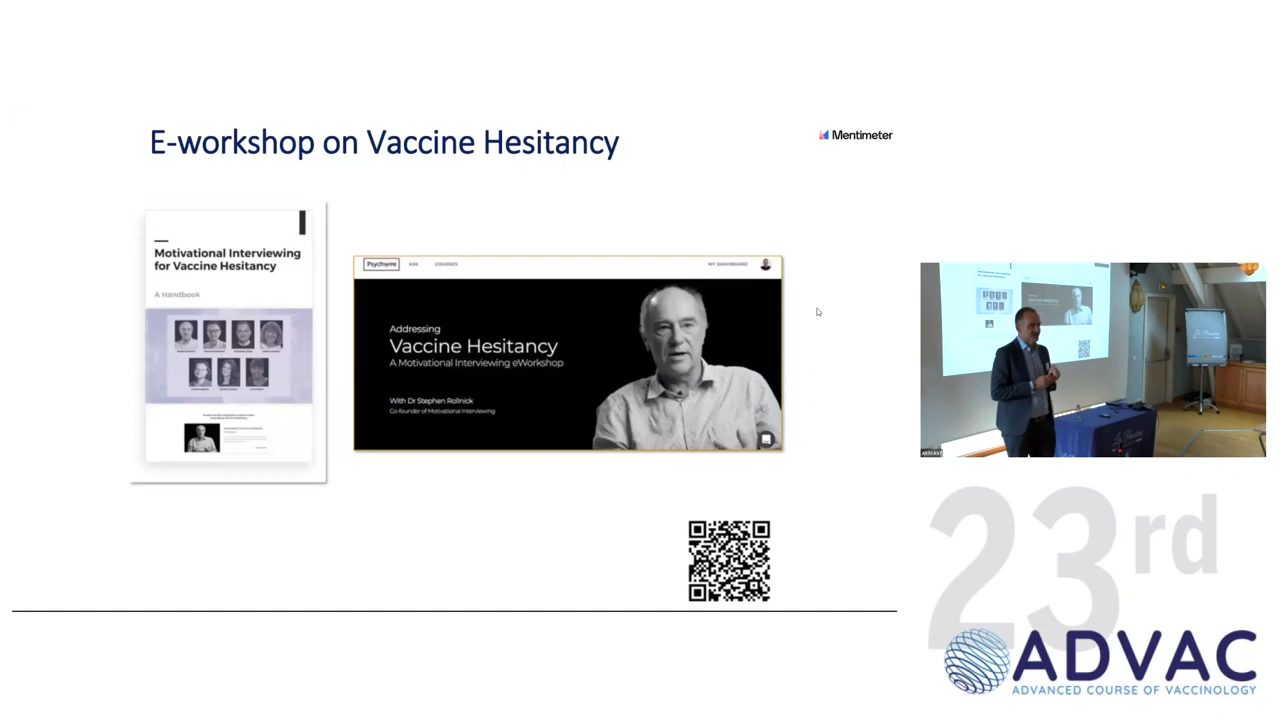 E-workshop on Vaccine Hesitancy
Mentimeter
Motivational Interviewing
for Vaccine Hesitancy
A Handbook
Psychwire
ASK
COURSES
MY DASHBOARD
Addressing
Vaccine Hesitancy
A Motivational Interviewing eWorkshop
With Dr Stephen Rollnick
Co-founder of Motivational Interviewing
ARTCAST
23rd
ADVAC
ADVANCED COURSE OF VACCINOLOGY